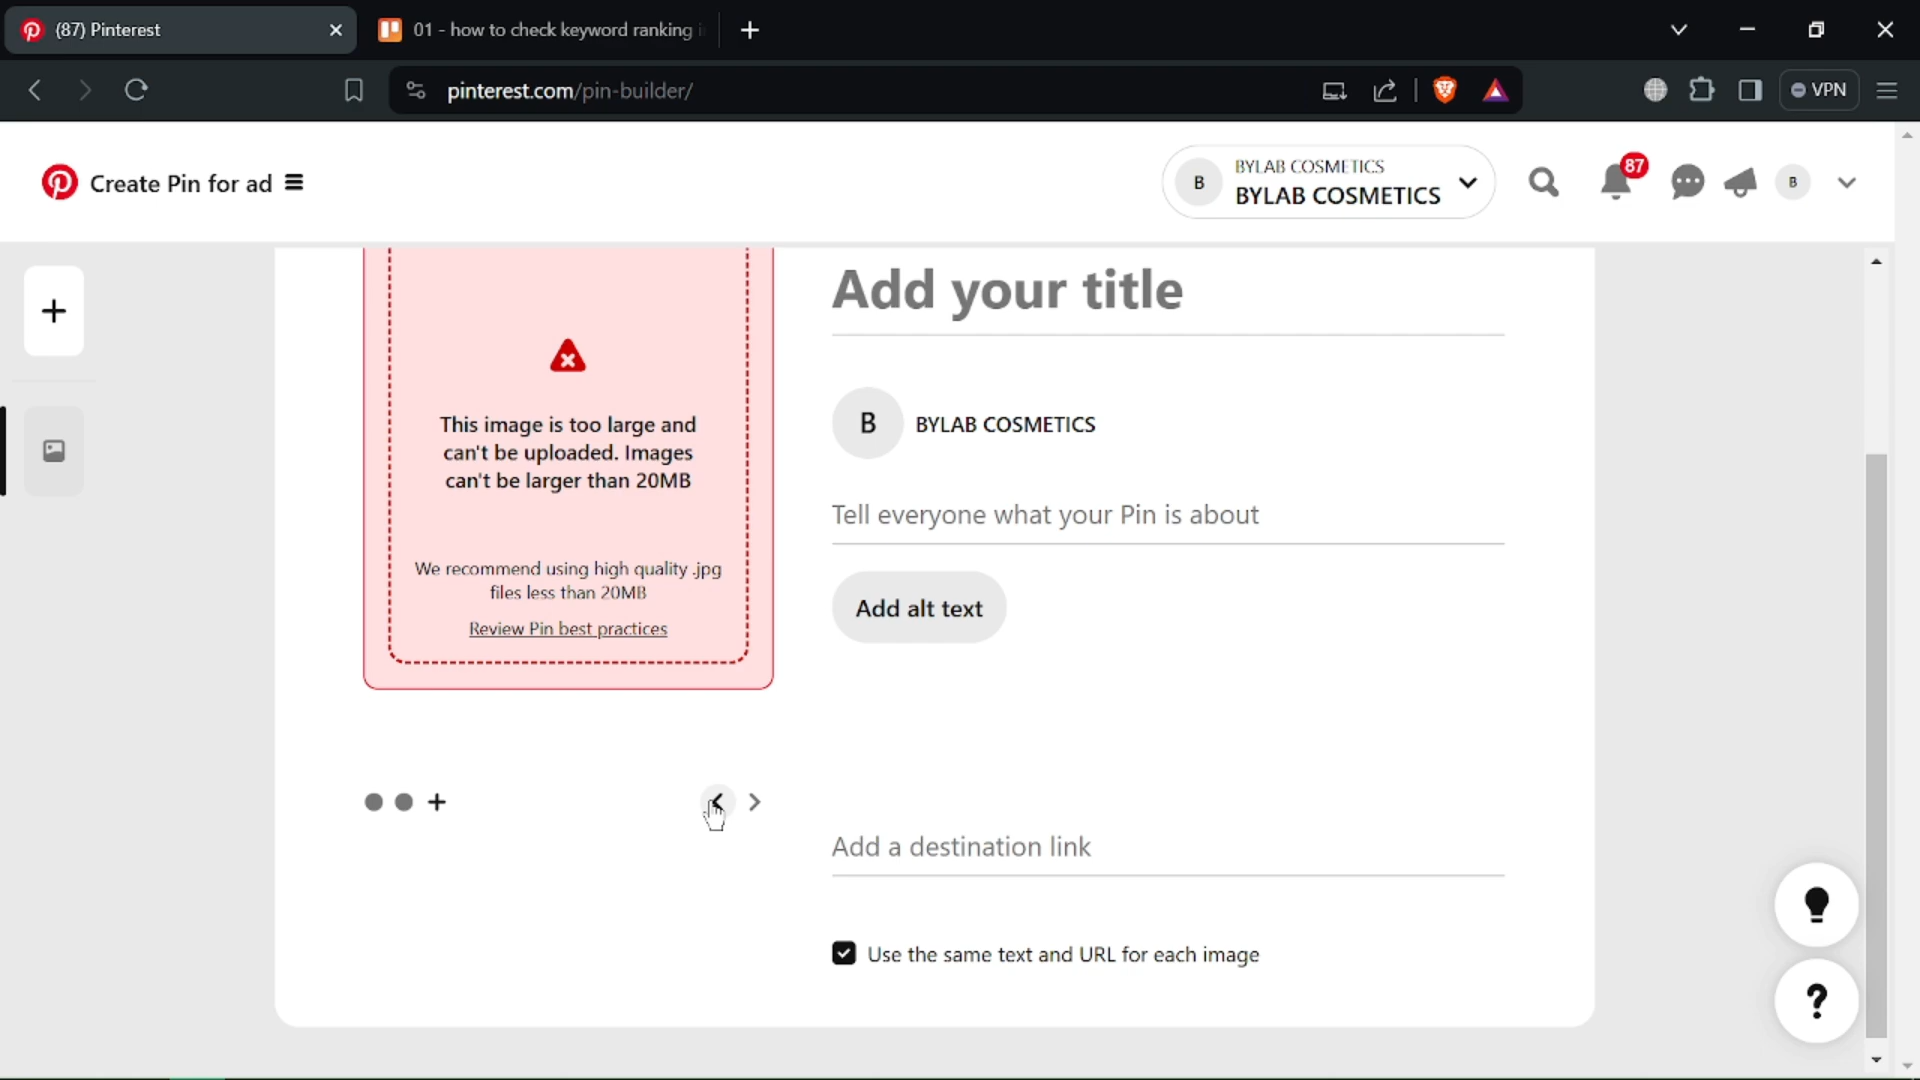 (87) Pinterest
01 - how to check keyword ranking
pinterest.com/pin-builder/
VPN
Create Pin for ad
B
BYLAB COSMETICS
BYLAB COSMETICS
87
B
Add your title
This image is too large and
can't be uploaded. Images
can't be larger than 20MB
B
BYLAB COSMETICS
Tell everyone what your Pin is about
We recommend using high quality .jpg
files less than 20MB
Review Pin best practices
Add alt text
Add a destination link
Use the same text and URL for each image